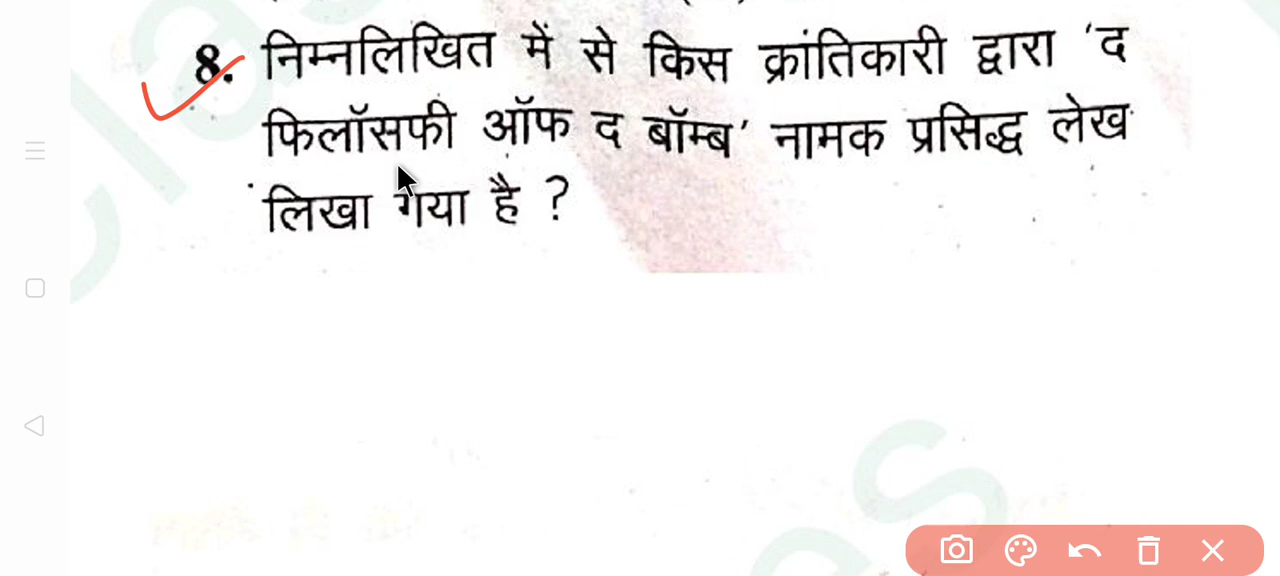 8. निम्नलिखित में से किस क्रांतिकारी द्वारा 'द
फिलॉसफी ऑफ द बॉम्ब' नामक प्रसिद्ध लेख
लिखा गया है ?